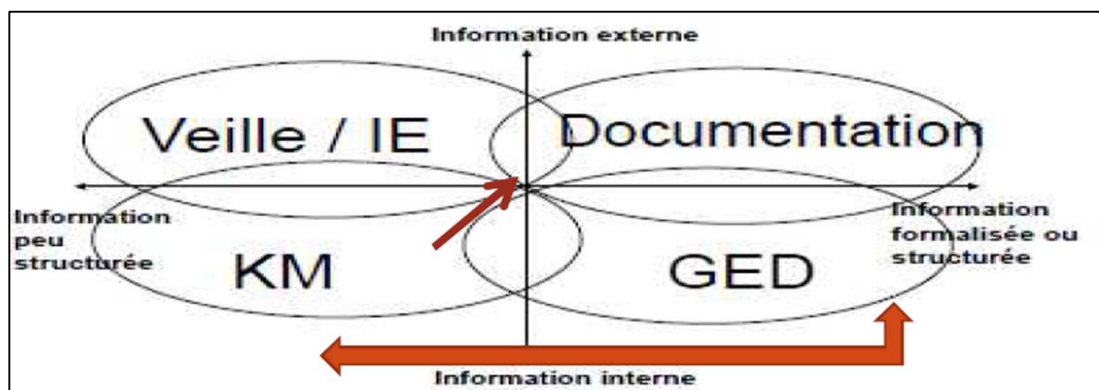 Information externe
Veille / IE
Documentation
Information
peu
structurée
Information
formalisée ou
structurée
KM
GED
Information interne